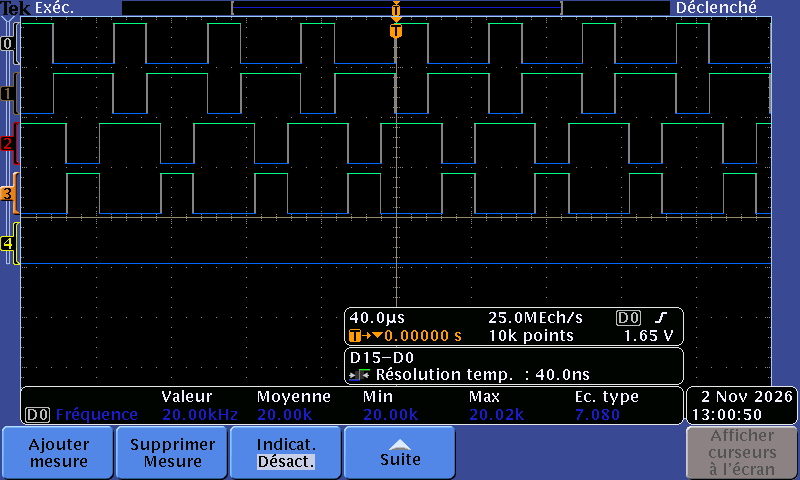 Tek Exéc.
T
Déclenché
0
T
1
2
3
4
40.0µs 25.0MEch/s D0 1.65 V
T→▼0.00000 s 10k points
D15–D0
Résolution temp. : 40.0ns
Valeur Moyenne Min Max Ec. type
D0 Fréquence 20.00kHz 20.00k 20.00k 20.02k 7.080
2 Nov 2026
13:00:50
Ajouter
mesure
Supprimer
Mesure
Indicat.
Désact.
Suite
Afficher
curseurs
à l'écran